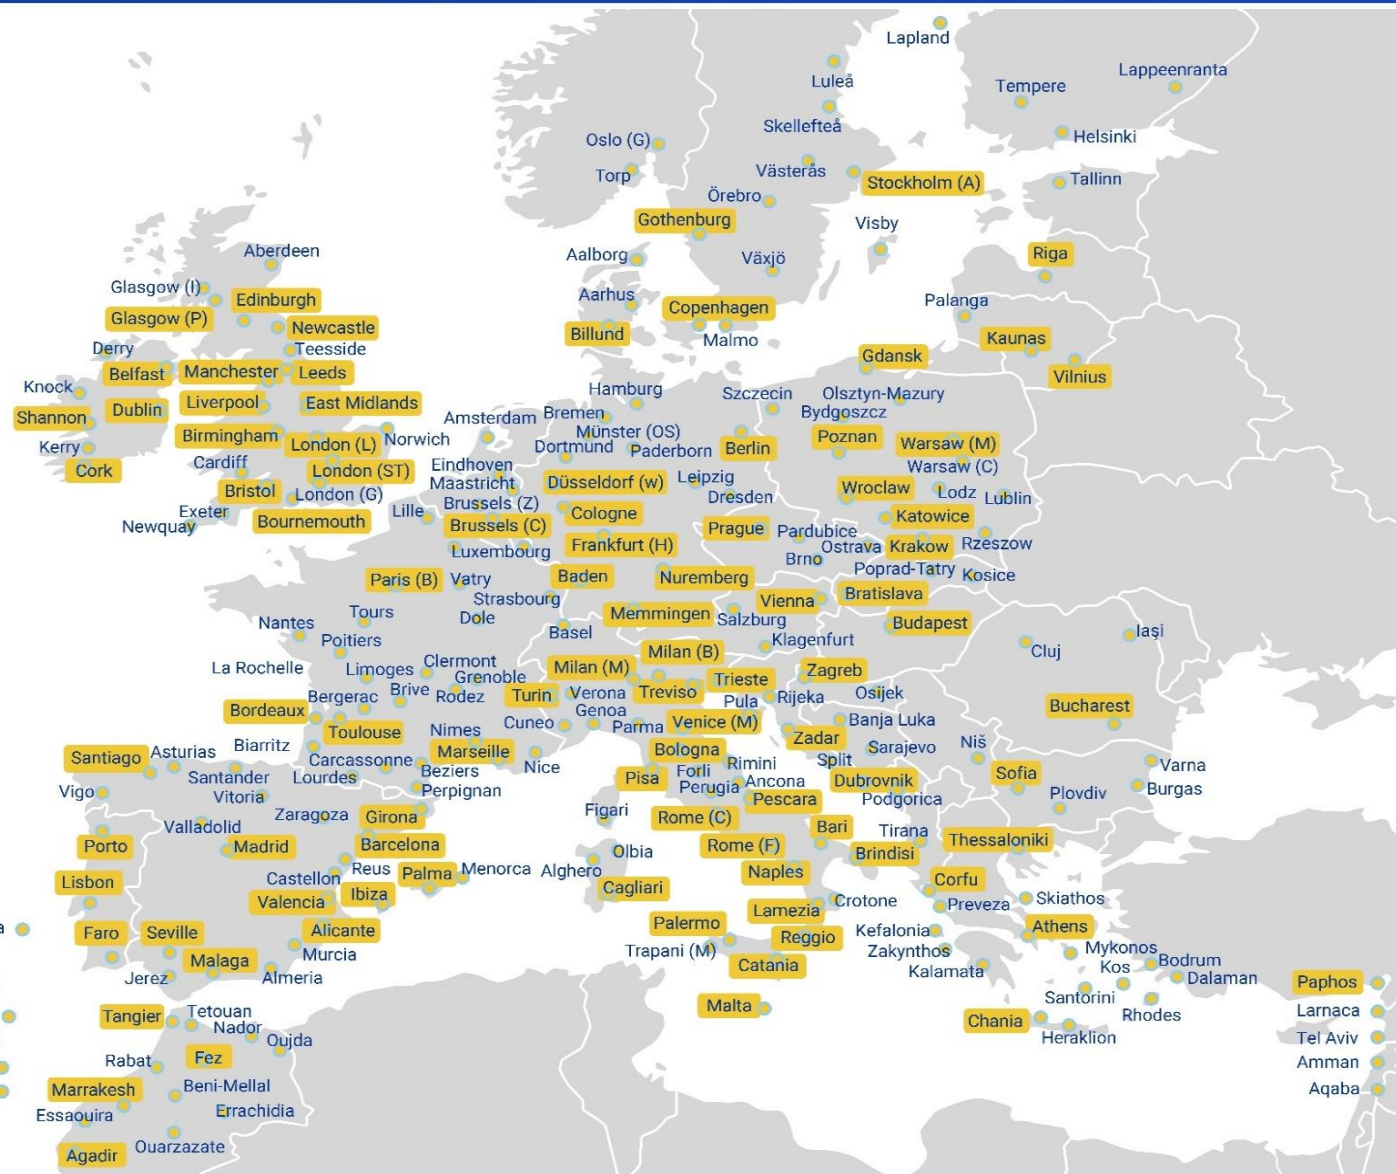 Lapland
Luleå
Lappeenranta
Tempere
Skellefteå
Helsinki
Oslo (G)
Torp
Västerås
Stockholm (A)
Tallinn
Örebro
Gothenburg
Visby
Aberdeen
Aalborg
Växjö
Riga
Glasgow (I)
Edinburgh
Aarhus
Copenhagen
Palanga
Glasgow (P)
Newcastle
Billund
Malmo
Kaunas
Derry
Teesside
Gdansk
Vilnius
Belfast
Manchester
Leeds
Knock
Hamburg
Szczecin
Olsztyn-Mazury
Shannon
Dublin
Liverpool
East Midlands
Amsterdam
Bremen
Bydgoszcz
Kerry
Birmingham
London (L)
Norwich
Münster (OS)
Dortmund
Paderborn
Berlin
Poznan
Warsaw (M)
Cork
Cardiff
London (ST)
Eindhoven
Maastricht
Warsaw (C)
Bristol
London (G)
Düsseldorf (w)
Leipzig
Dresden
Wroclaw
Lodz
Lublin
Exeter
Newquay
Bournemouth
Lille
Brussels (Z)
Brussels (C)
Cologne
Prague
Pardubice
Katowice
Luxembourg
Frankfurt (H)
Ostrava
Krakow
Rzeszow
Brno
Paris (B)
Vatry
Baden
Nuremberg
Poprad-Tatry
Kosice
Strasbourg
Vienna
Bratislava
Tours
Dole
Memmingen
Salzburg
Budapest
Nantes
Poitiers
Basel
Klagenfurt
Iaşi
Cluj
La Rochelle
Limoges
Clermont
Grenoble
Milan (M)
Milan (B)
Trieste
Zagreb
Bergerac
Brive
Rodez
Turin
Verona
Treviso
Pula
Rijeka
Osijek
Bordeaux
Genoa
Bucharest
Toulouse
Nimes
Cuneo
Parma
Venice (M)
Banja Luka
Santiago
Asturias
Biarritz
Marseille
Bologna
Zadar
Sarajevo
Niš
Santander
Carcassonne
Lourdes
Beziers
Nice
Pisa
Forli
Rimini
Split
Dubrovnik
Sofia
Varna
Vigo
Vitoria
Perpignan
Perugia
Ancona
Podgorica
Plovdiv
Burgas
Valladolid
Zaragoza
Girona
Figari
Rome (C)
Pescara
Porto
Madrid
Barcelona
Rome (F)
Bari
Tirana
Thessaloniki
Olbia
Brindisi
Lisbon
Castellon
Reus
Palma
Menorca
Alghero
Naples
Corfu
Valencia
Ibiza
Cagliari
Crotone
Preveza
Skiathos
Faro
Seville
Alicante
Palermo
Lamezia
Kefalonia
Athens
a
Malaga
Murcia
Trapani (M)
Reggio
Zakynthos
Mykonos
Jerez
Almeria
Catania
Kalamata
Kos
Bodrum
Dalaman
Paphos
Tangier
Tetouan
Malta
Santorini
Rhodes
Larnaca
Nador
Chania
Heraklion
Tel Aviv
Rabat
Fez
Oujda
Amman
Marrakesh
Beni-Mellal
Aqaba
Essaouira
Errachidia
Agadir
Ouarzazate